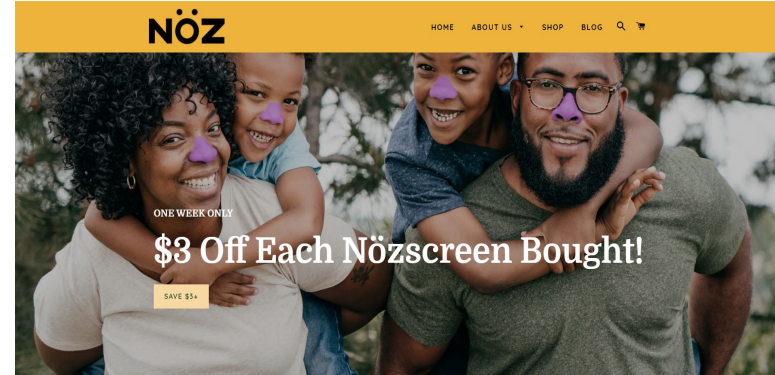 NÖZ
HOME ABOUT US SHOP BLOG
ONE WEEK ONLY
$3 Off Each Nözscreen Bought!
SAVE $3+